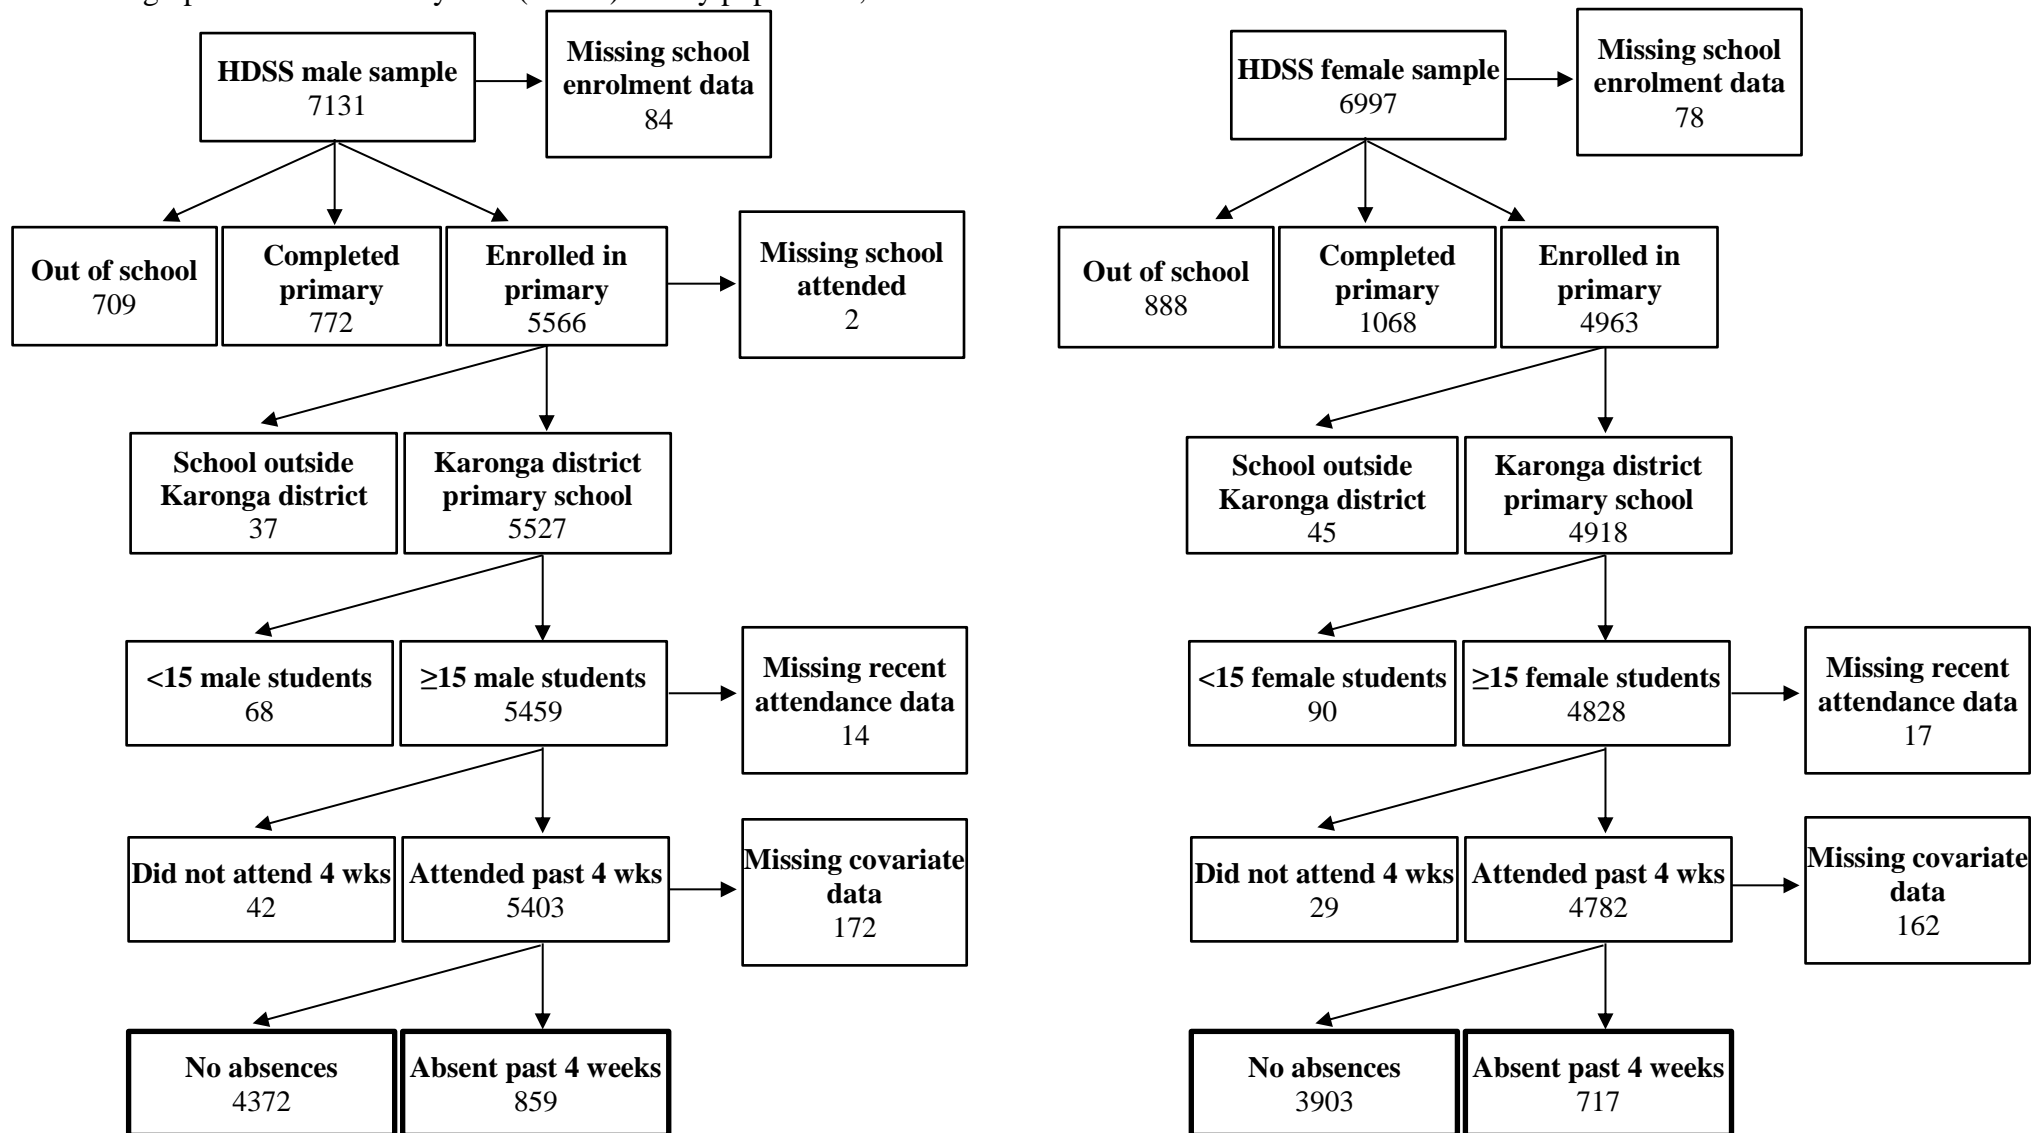 HDSS male sample
7131
Missing school
enrolment data
84
Out of school
709
Completed
primary
772
Enrolled in
primary
5566
Missing school
attended
2
School outside
Karonga district
37
Karonga district
primary school
5527
<15 male students
68
≥15 male students
5459
Missing recent
attendance data
14
Did not attend 4 wks
42
Attended past 4 wks
5403
Missing covariate
data
172
No absences
4372
Absent past 4 weeks
859
HDSS female sample
6997
Missing school
enrolment data
78
Out of school
888
Completed
primary
1068
Enrolled in
primary
4963
School outside
Karonga district
45
Karonga district
primary school
4918
<15 female students
90
≥15 female students
4828
Missing recent
attendance data
17
Did not attend 4 wks
29
Attended past 4 wks
4782
Missing covariate
data
162
No absences
3903
Absent past 4 weeks
717